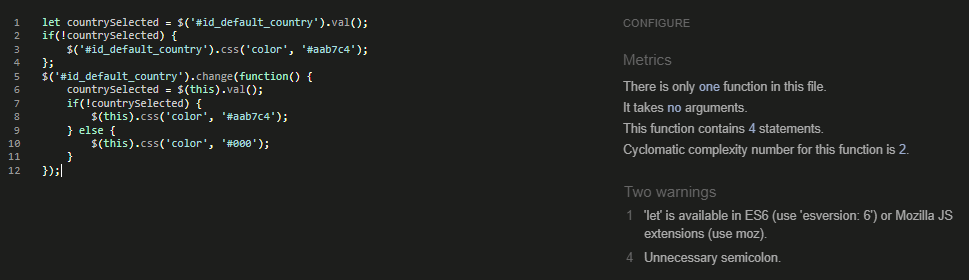 1 let countrySelected = $('#id_default_country').val();
2 if(!countrySelected) {
3 $('#id_default_country').css('color', '#aab7c4');
4 };
5 $('#id_default_country').change(function() {
6 countrySelected = $(this).val();
7 if(!countrySelected) {
8 $(this).css('color', '#aab7c4');
9 } else {
10 $(this).css('color', '#000');
11 }
12 });
CONFIGURE
Metrics
There is only one function in this file.
It takes no arguments.
This function contains 4 statements.
Cyclomatic complexity number for this function is 2.
Two warnings
1 'let' is available in ES6 (use 'esversion: 6') or Mozilla JS
extensions (use moz).
4 Unnecessary semicolon.